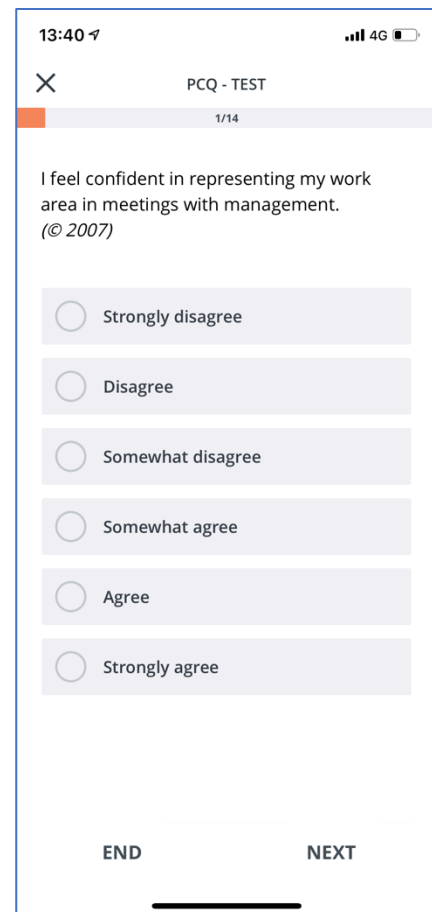 13:40 4G
PCQ - TEST
1/14
I feel confident in representing my work
area in meetings with management.
(© 2007)
Strongly disagree
Disagree
Somewhat disagree
Somewhat agree
Agree
Strongly agree
END NEXT